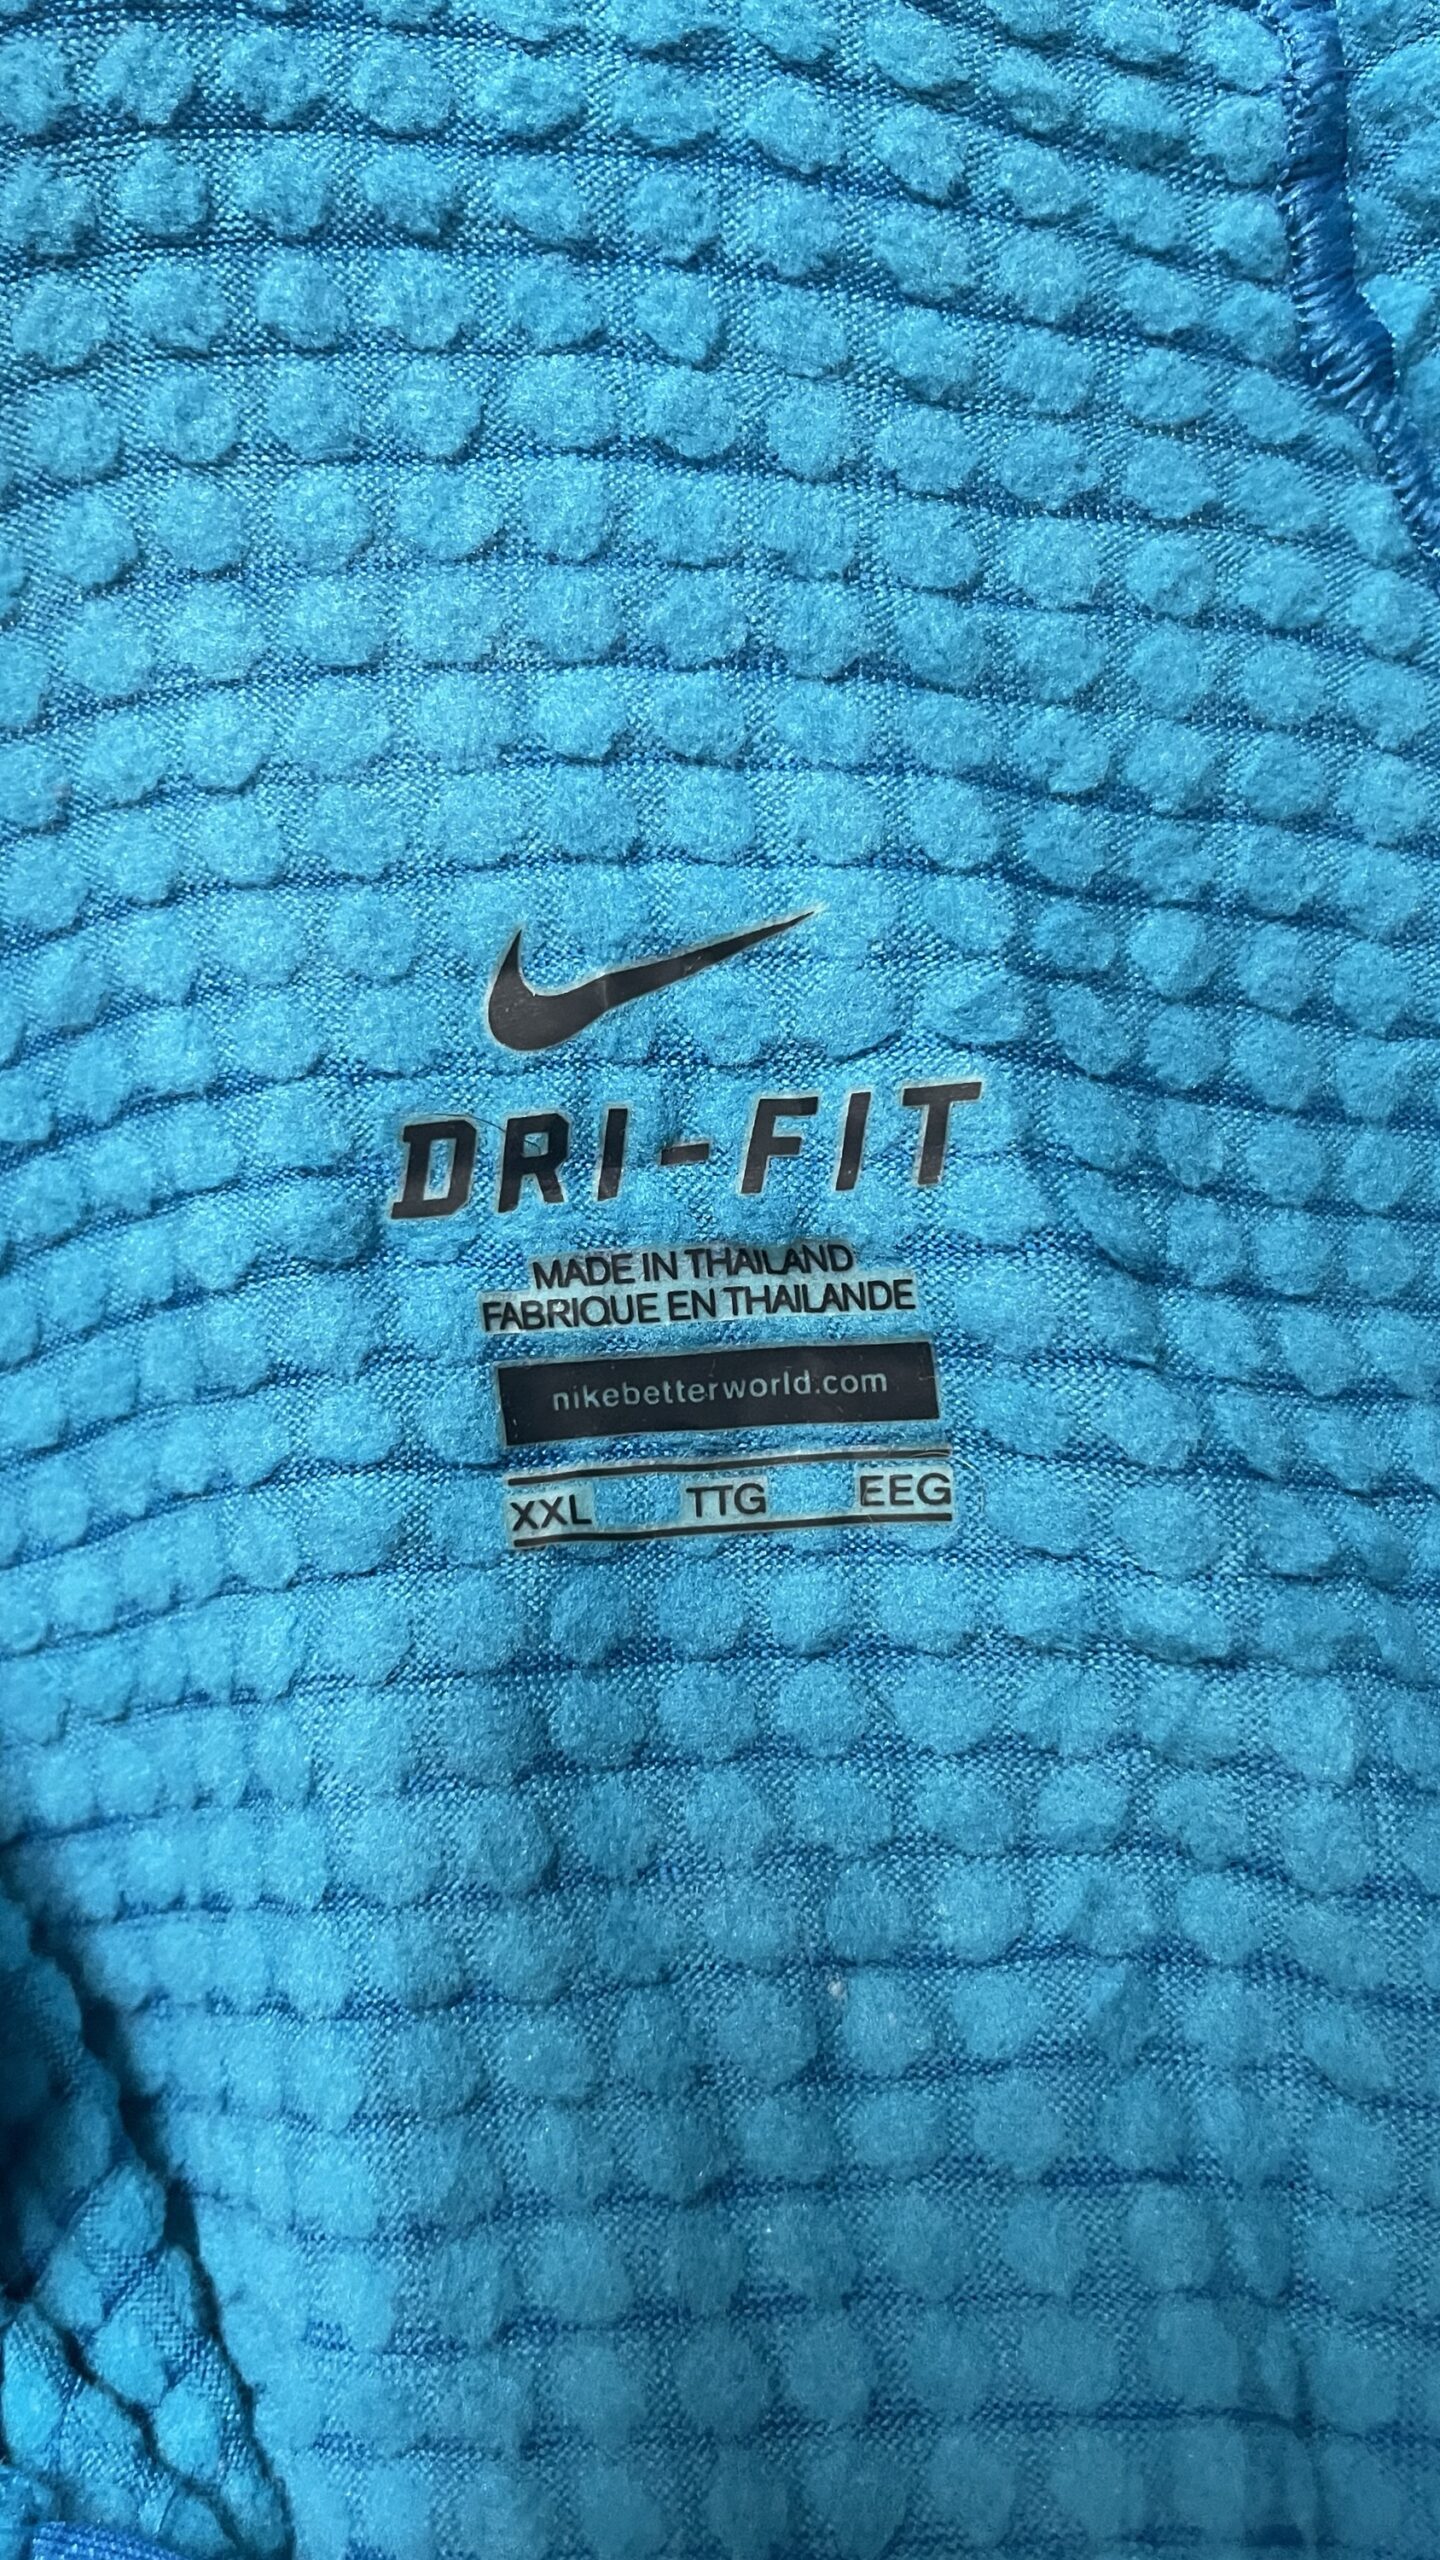 DRI-FIT
MADE IN THAILAND
FABRIQUE EN THAILANDE
nikebetterworld.com
XXL TTG EEG